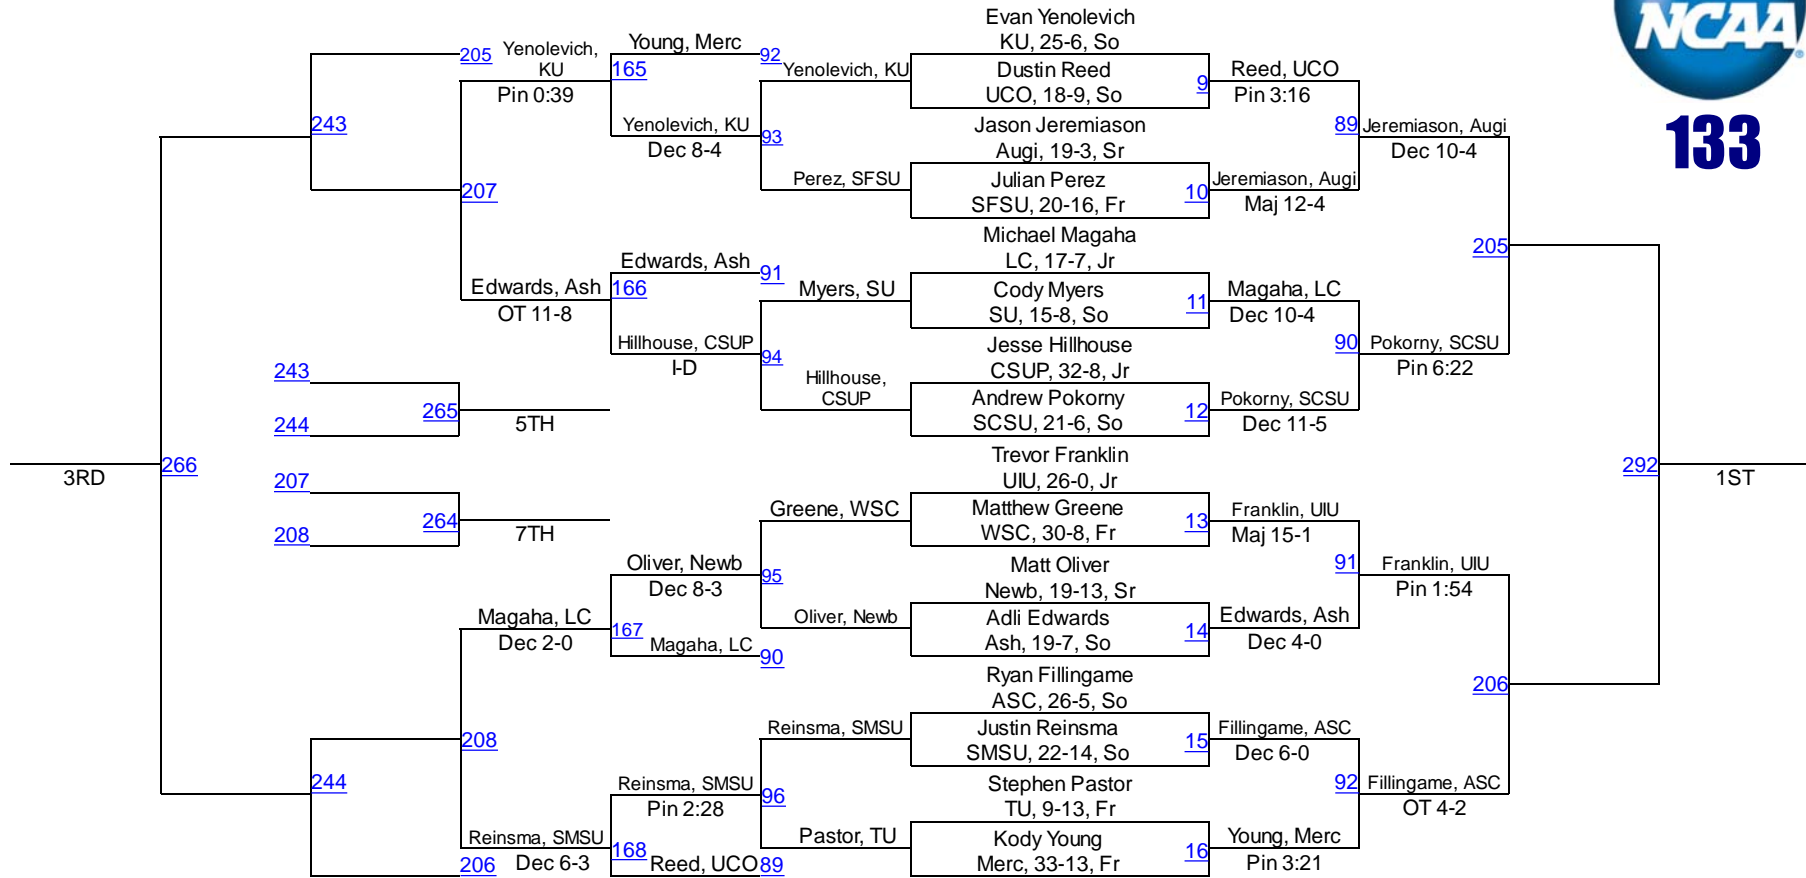 NCAA
133
205
Yenolevich,
KU
Pin 0:39
Young, Merc
92
165
Yenolevich, KU
Dec 8-4
93
Yenolevich, KU
Perez, SFSU
243
207
Edwards, Ash
OT 11-8
Edwards, Ash
91
166
Hillhouse, CSUP
I-D
94
Myers, SU
Hillhouse,
CSUP
243
244
265
5TH
3RD
266
207
208
264
7TH
Greene, WSC
Oliver, Newb
Dec 8-3
95
Oliver, Newb
Magaha, LC
Dec 2-0
167
Magaha, LC
90
208
244
Reinsma, SMSU
Reinsma, SMSU
Pin 2:28
96
Pastor, TU
Reinsma, SMSU
Dec 6-3
168
206
Reed, UCO
89
Evan Yenolevich
KU, 25-6, So
Dustin Reed
UCO, 18-9, So
9
Jason Jeremiason
Augi, 19-3, Sr
Julian Perez
SFSU, 20-16, Fr
10
Michael Magaha
LC, 17-7, Jr
Cody Myers
SU, 15-8, So
11
Jesse Hillhouse
CSUP, 32-8, Jr
Andrew Pokorny
SCSU, 21-6, So
12
Trevor Franklin
UIU, 26-0, Jr
Matthew Greene
WSC, 30-8, Fr
13
Matt Oliver
Newb, 19-13, Sr
Adli Edwards
Ash, 19-7, So
14
Ryan Fillingame
ASC, 26-5, So
Justin Reinsma
SMSU, 22-14, So
15
Stephen Pastor
TU, 9-13, Fr
Kody Young
Merc, 33-13, Fr
16
Reed, UCO
Pin 3:16
89
Jeremiason, Augi
Maj 12-4
Jeremiason, Augi
Dec 10-4
Magaha, LC
Dec 10-4
90
Pokorny, SCSU
Dec 11-5
Pokorny, SCSU
Pin 6:22
205
Franklin, UIU
Maj 15-1
91
Edwards, Ash
Dec 4-0
Franklin, UIU
Pin 1:54
Fillingame, ASC
Dec 6-0
92
Young, Merc
Pin 3:21
Fillingame, ASC
OT 4-2
206
292
1ST